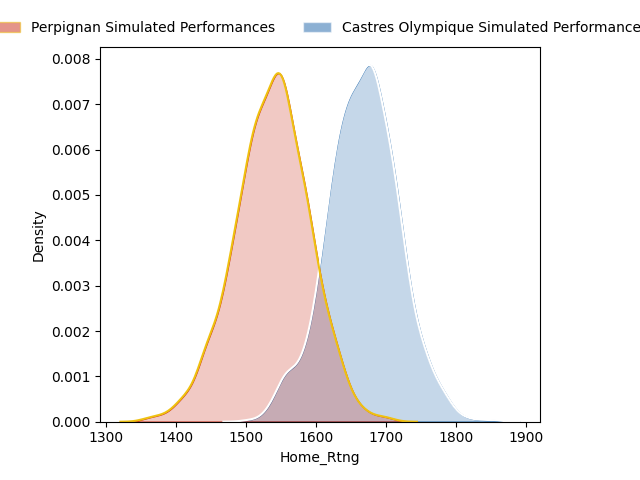 Perpignan Simulated Performances Castres Olympique Simulated Performance
0.008
0.007
0.006
0.005
0.004
0.003
0.002
0.001
0.000
Density
1300 1400 1500 1600 1700 1800 1900
Home_Rtng